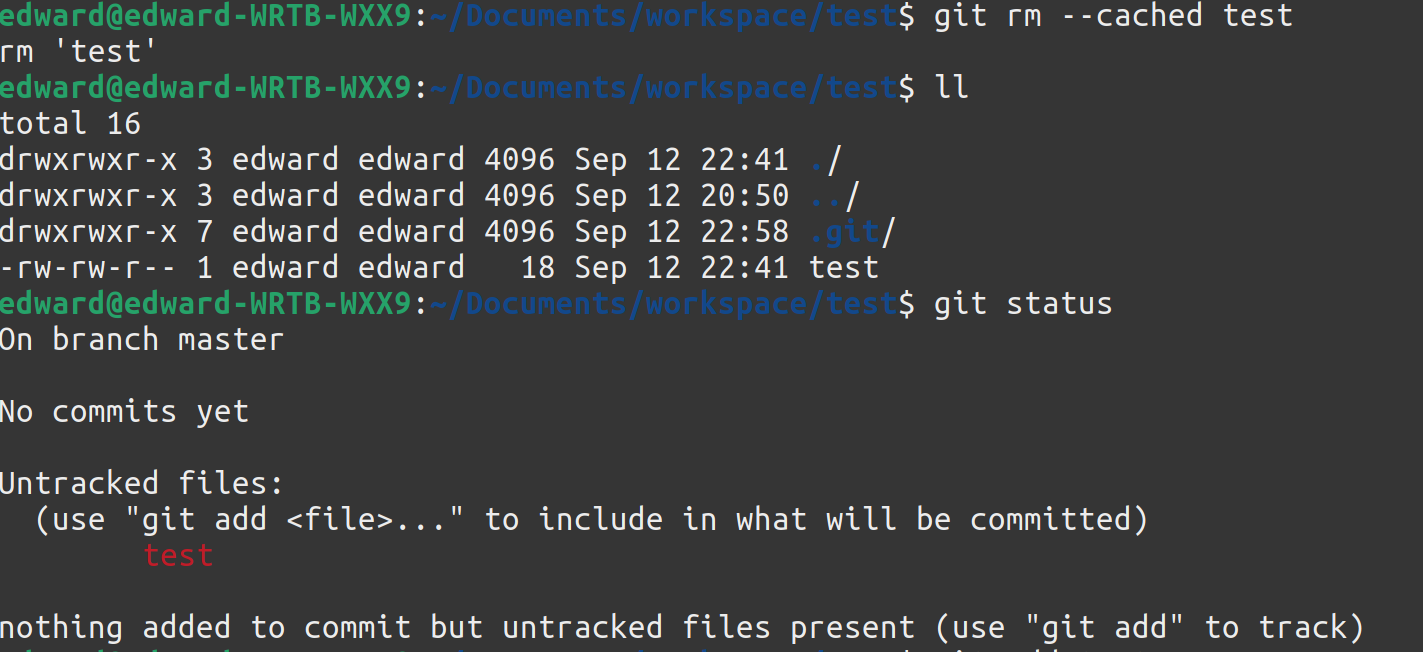 edward@edward-WRTB-WXX9:~/Documents/workspace/test$ git rm --cached test
rm 'test'
edward@edward-WRTB-WXX9:~/Documents/workspace/test$ ll
total 16
drwxrwxr-x 3 edward edward 4096 Sep 12 22:41 ./
drwxrwxr-x 3 edward edward 4096 Sep 12 20:50 ../
drwxrwxr-x 7 edward edward 4096 Sep 12 22:58 .git/
-rw-rw-r-- 1 edward edward   18 Sep 12 22:41 test
edward@edward-WRTB-WXX9:~/Documents/workspace/test$ git status
On branch master
No commits yet
Untracked files:
  (use "git add <file>..." to include in what will be committed)
        test
nothing added to commit but untracked files present (use "git add" to track)